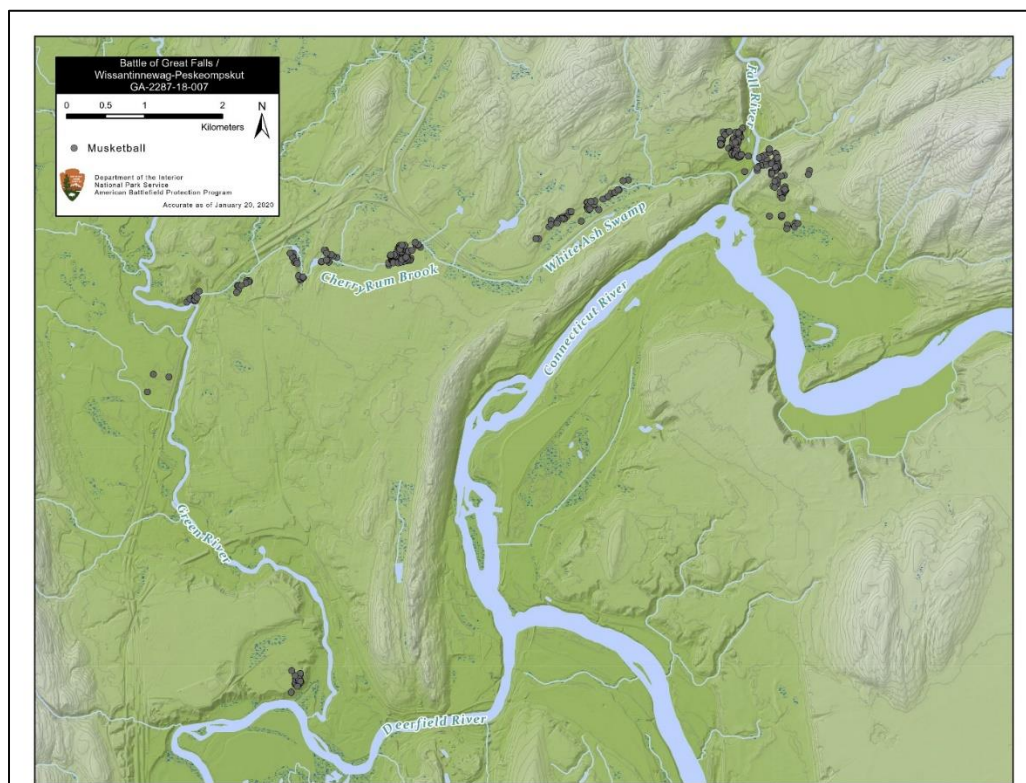 Battle of Great Falls /
Wissantinnewag-Peskeompskut
GA-2287-18-007
0 0.5 1 2
Kilometers
N
Musketball
Department of the Interior
National Park Service
American Battlefield Protection Program
Accurate as of January 20, 2020
Fall River
White Ash Swamp
CherryRum Brook
Connecticut River
Green River
Deerfield River